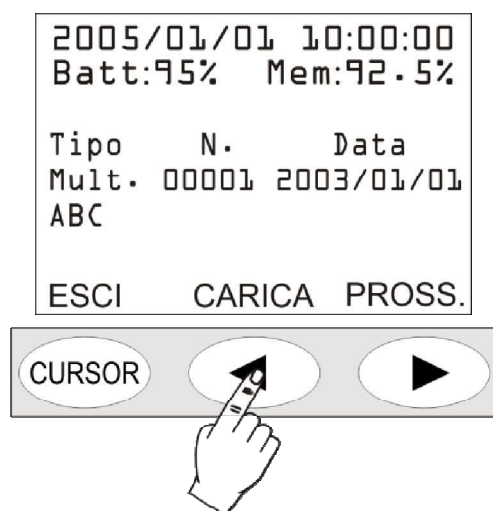 2005/01/01 10:00:00
Batt:95% Mem:92.5%
Tipo N. Data
Mult. 00001 2003/01/01
ABC
ESCI CARICA PROSS.
CURSOR